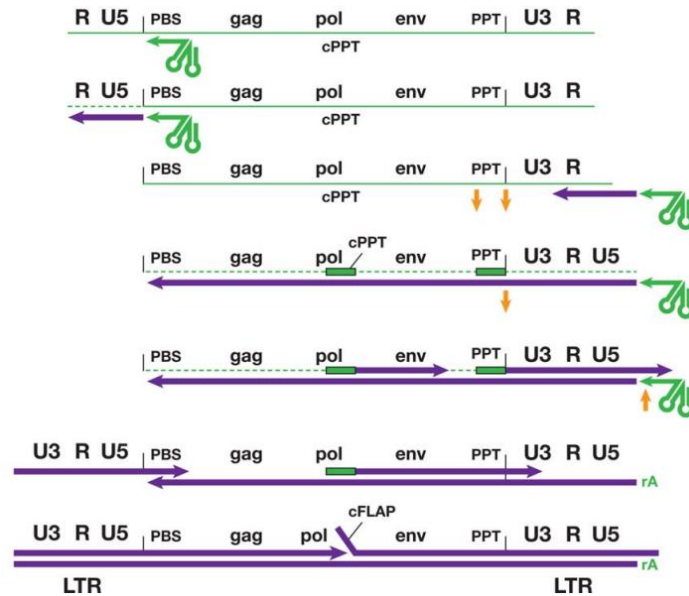 R U5 PBS gag pol env PPT U3 R
cPPT
R U5 PBS gag pol env PPT U3 R
cPPT
PBS gag pol env PPT U3 R
cPPT
cPPT
PBS gag pol env PPT U3 R U5
PBS gag pol env PPT U3 R U5
U3 R U5 PBS gag pol env PPT U3 R U5
rA
cFLAP
U3 R U5 PBS gag pol env PPT U3 R U5
rA
LTR LTR